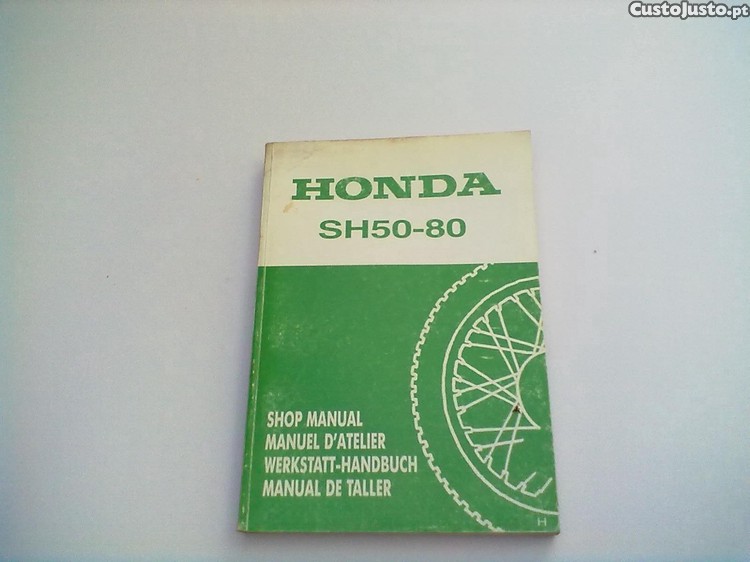 CustoJusto.pt
HONDA
SH50-80
SHOP MANUAL
MANUEL D'ATELIER
WERKSTATT-HANDBUCH
MANUAL DE TALLER
H